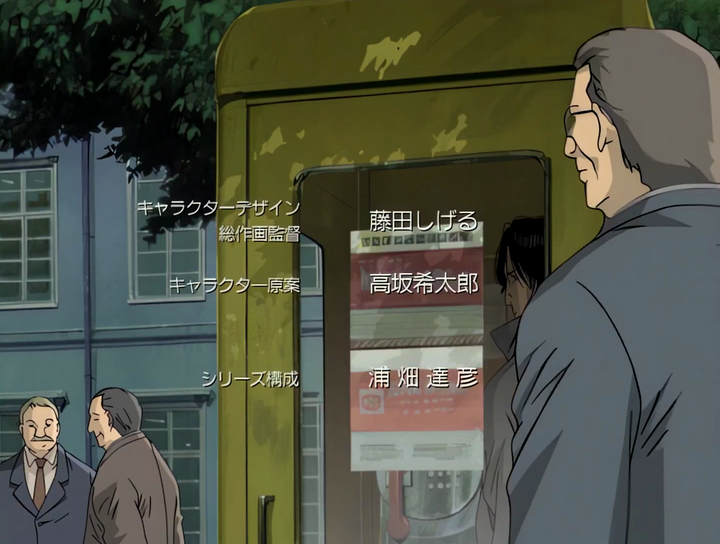 キャラクターデザイン
総作画監督 藤田しげる
キャラクター原案 高坂希太郎
シリーズ構成 浦畑達彦